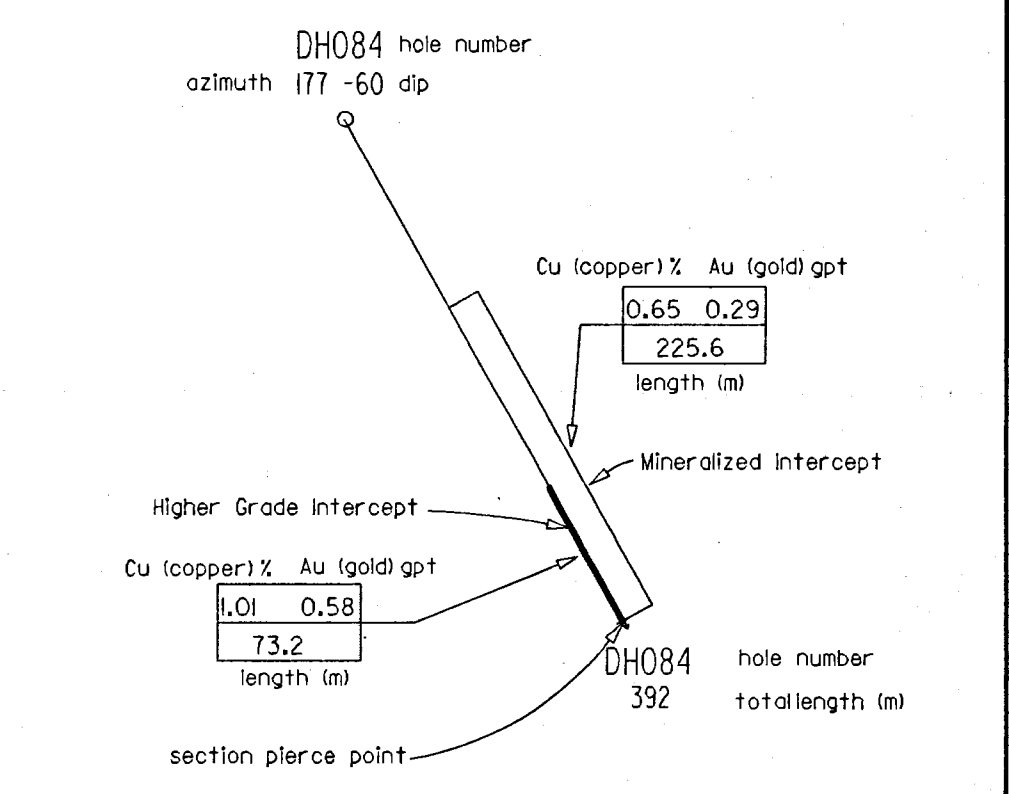 DH084 hole number
azimuth 177 -60 dip
Cu (copper) % Au (gold) gpt
0.65 0.29
225.6
length (m)
Mineralized Intercept
Higher Grade Intercept
Cu (copper) % Au (gold) gpt
1.01 0.58
73.2
length (m)
DH084 hole number
392 total length (m)
section pierce point